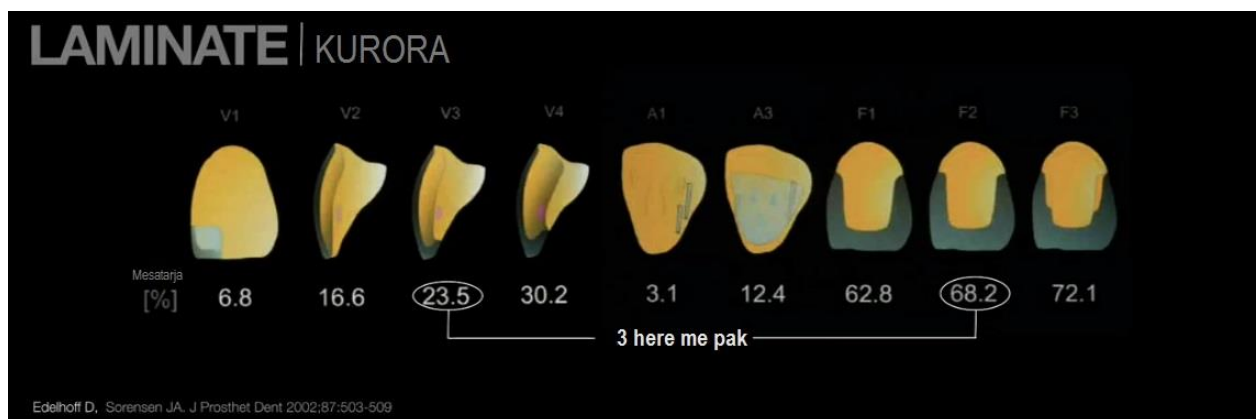 LAMINATE | KURORA
V1 V2 V3 V4 A1 A3 F1 F2 F3
Mesatarja
[%] 6.8 16.6 23.5 30.2 3.1 12.4 62.8 68.2 72.1
3 here me pak
Edelhoff D, Sorensen JA. J Prosthet Dent 2002;87:503-509